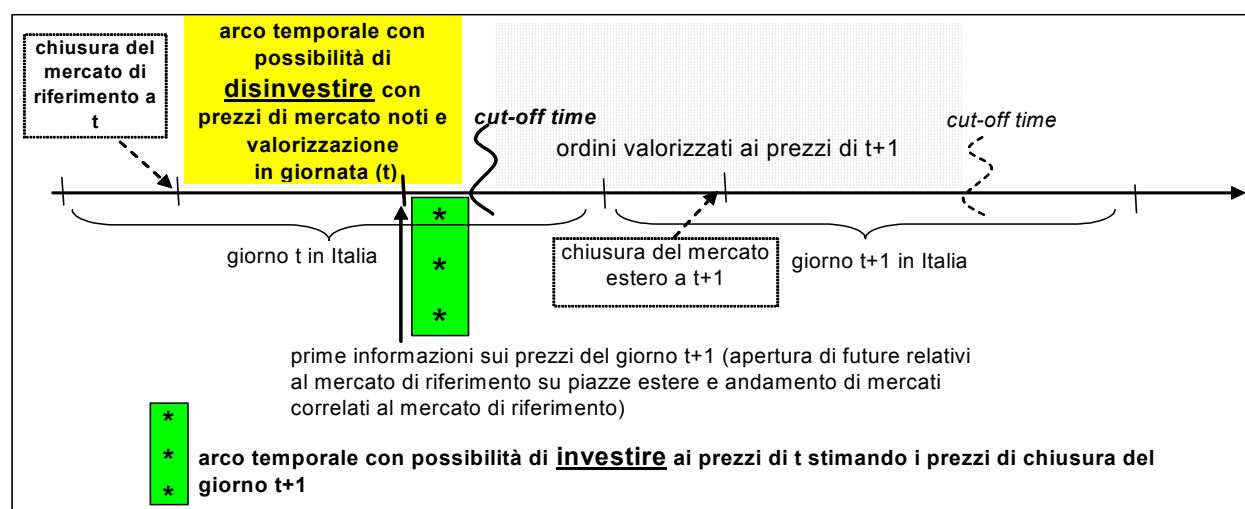 chiusura del
mercato di
riferimento a
t
arco temporale con
possibilità di
disinvestire con
prezzi di mercato noti e
valorizzazione
in giornata (t)
cut-off time
ordini valorizzati ai prezzi di t+1
cut-off time
giorno t in Italia
*
*
*
chiusura del mercato
estero a t+1
giorno t+1 in Italia
prime informazioni sui prezzi del giorno t+1 (apertura di future relativi
al mercato di riferimento su piazze estere e andamento di mercati
correlati al mercato di riferimento)
*
*
*
arco temporale con possibilità di investire ai prezzi di t stimando i prezzi di chiusura del
giorno t+1